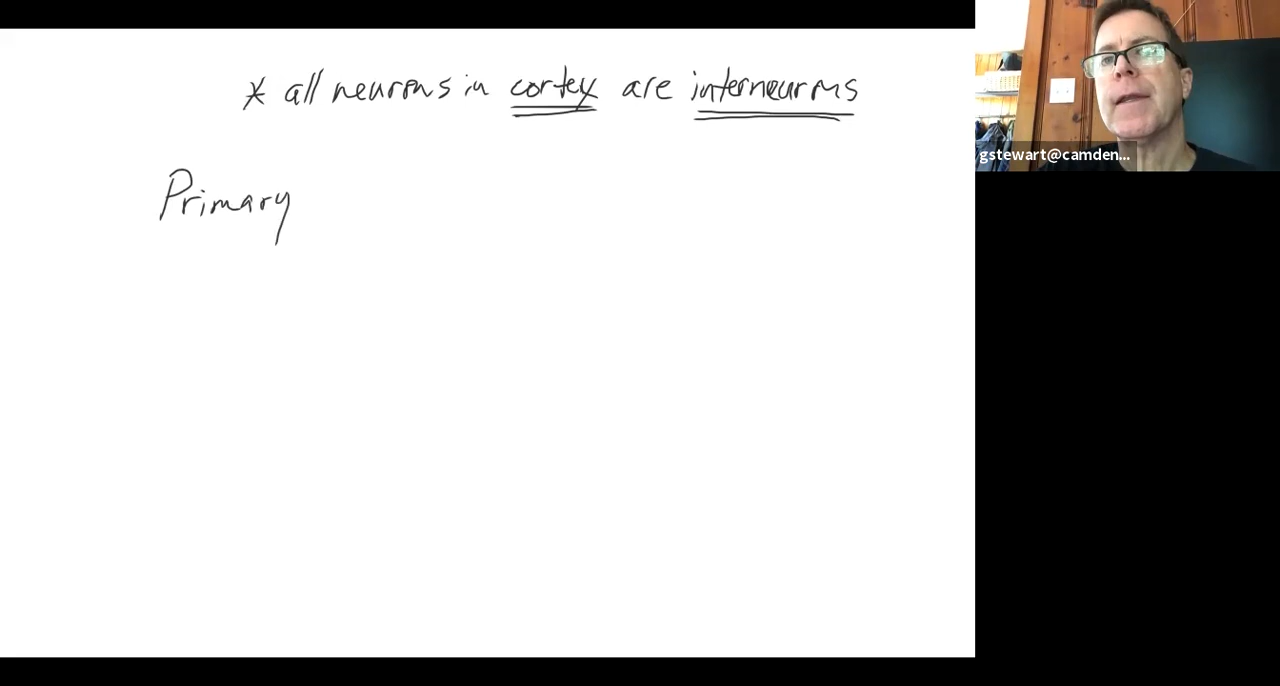 * all neurons in cortex are interneurons
gstewart@camden...
Primary